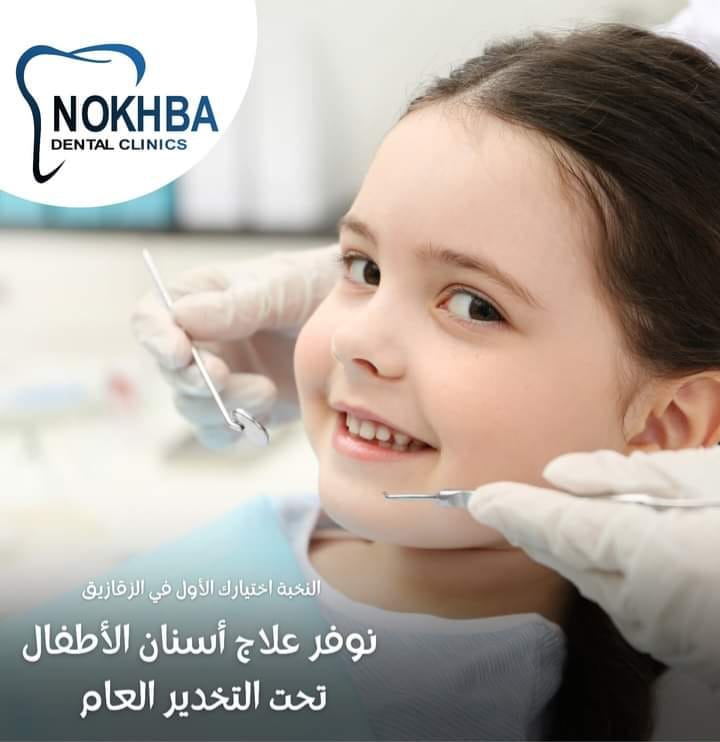 NOKHBA
DENTAL CLINICS
النخبة اختيارك الأول في الزقازيق
نوفر علاج أسنان الأطفال
تحت التخدير العام